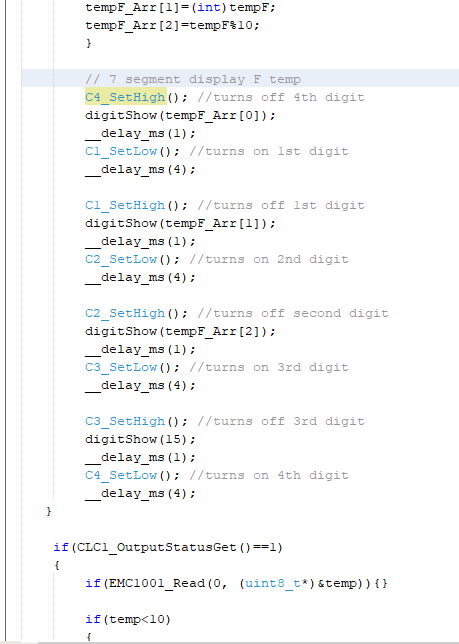 tempF_Arr[1]=(int)tempF;
tempF_Arr[2]=tempF%10;
}
// 7 segment display F temp
C4_SetHigh(); //turns off 4th digit
digitShow(tempF_Arr[0]);
__delay_ms(1);
C1_SetLow(); //turns on 1st digit
__delay_ms(4);
C1_SetHigh(); //turns off 1st digit
digitShow(tempF_Arr[1]);
__delay_ms(1);
C2_SetLow(); //turns on 2nd digit
__delay_ms(4);
C2_SetHigh(); //turns off second digit
digitShow(tempF_Arr[2]);
__delay_ms(1);
C3_SetLow(); //turns on 3rd digit
__delay_ms(4);
C3_SetHigh(); //turns off 3rd digit
digitShow(15);
__delay_ms(1);
C4_SetLow(); //turns on 4th digit
__delay_ms(4);
}
if(CLC1_OutputStatusGet()==1)
{
if(EMC1001_Read(0, (uint8_t*)&temp)){}
if(temp<10)
{